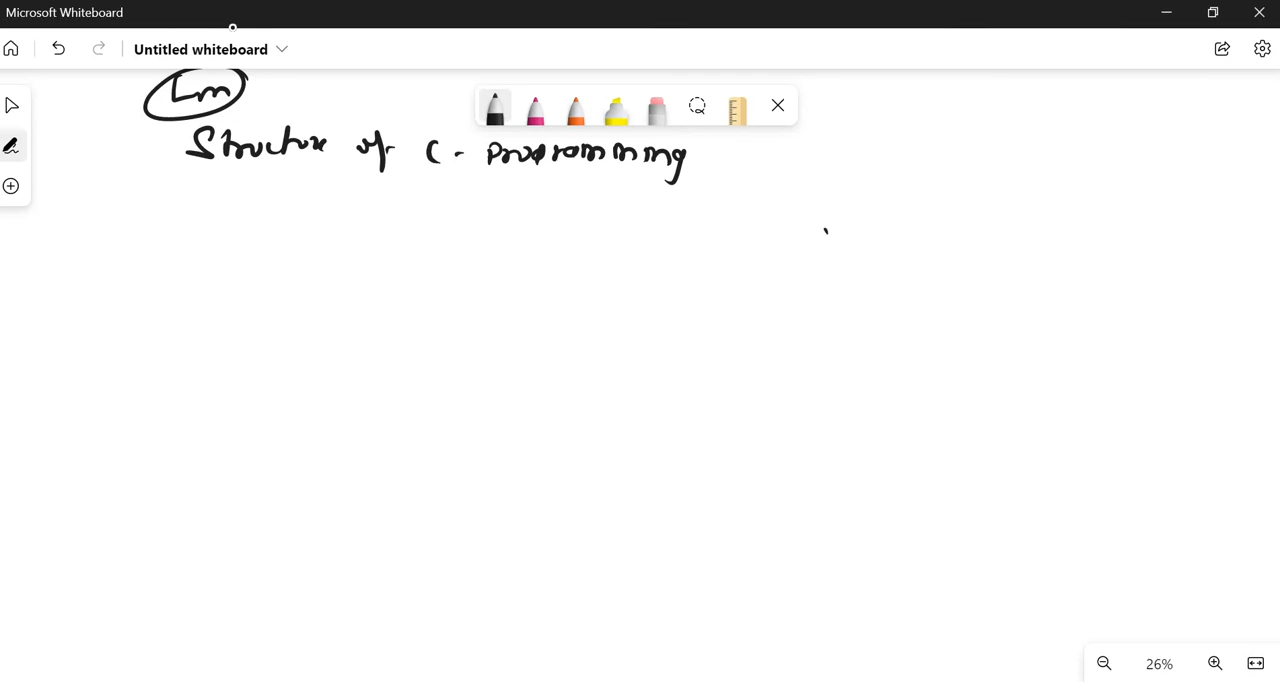 Microsoft Whiteboard
Untitled whiteboard
Structure of C - Programming
26%